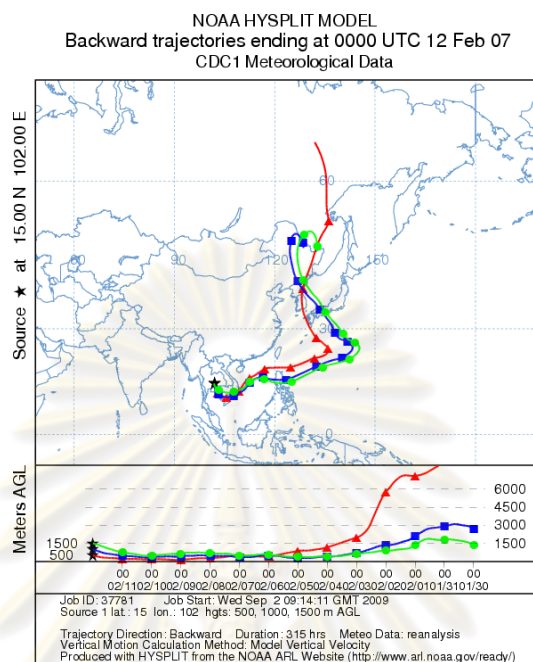 NOAA HYSPLIT MODEL
Backward trajectories ending at 0000 UTC 12 Feb 07
CDC1 Meteorological Data
Source ★ at 15.00 N 102.00 E
60
90
120
150
30
0
Meters AGL
1500
500
6000
4500
3000
1500
00 00 00 00 00 00 00 00 00 00 00 00 00
02/11 02/10 02/09 02/08 02/07 02/06 02/05 02/04 02/03 02/02 02/01 01/31 01/30
Job ID: 37781 Job Start: Wed Sep 2 09:14:11 GMT 2009
Source 1 lat.: 15 lon.: 102 hgts: 500, 1000, 1500 m AGL
Trajectory Direction: Backward Duration: 315 hrs Meteo Data: reanalysis
Vertical Motion Calculation Method: Model Vertical Velocity
Produced with HYSPLIT from the NOAA ARL Website (http://www.arl.noaa.gov/ready/)